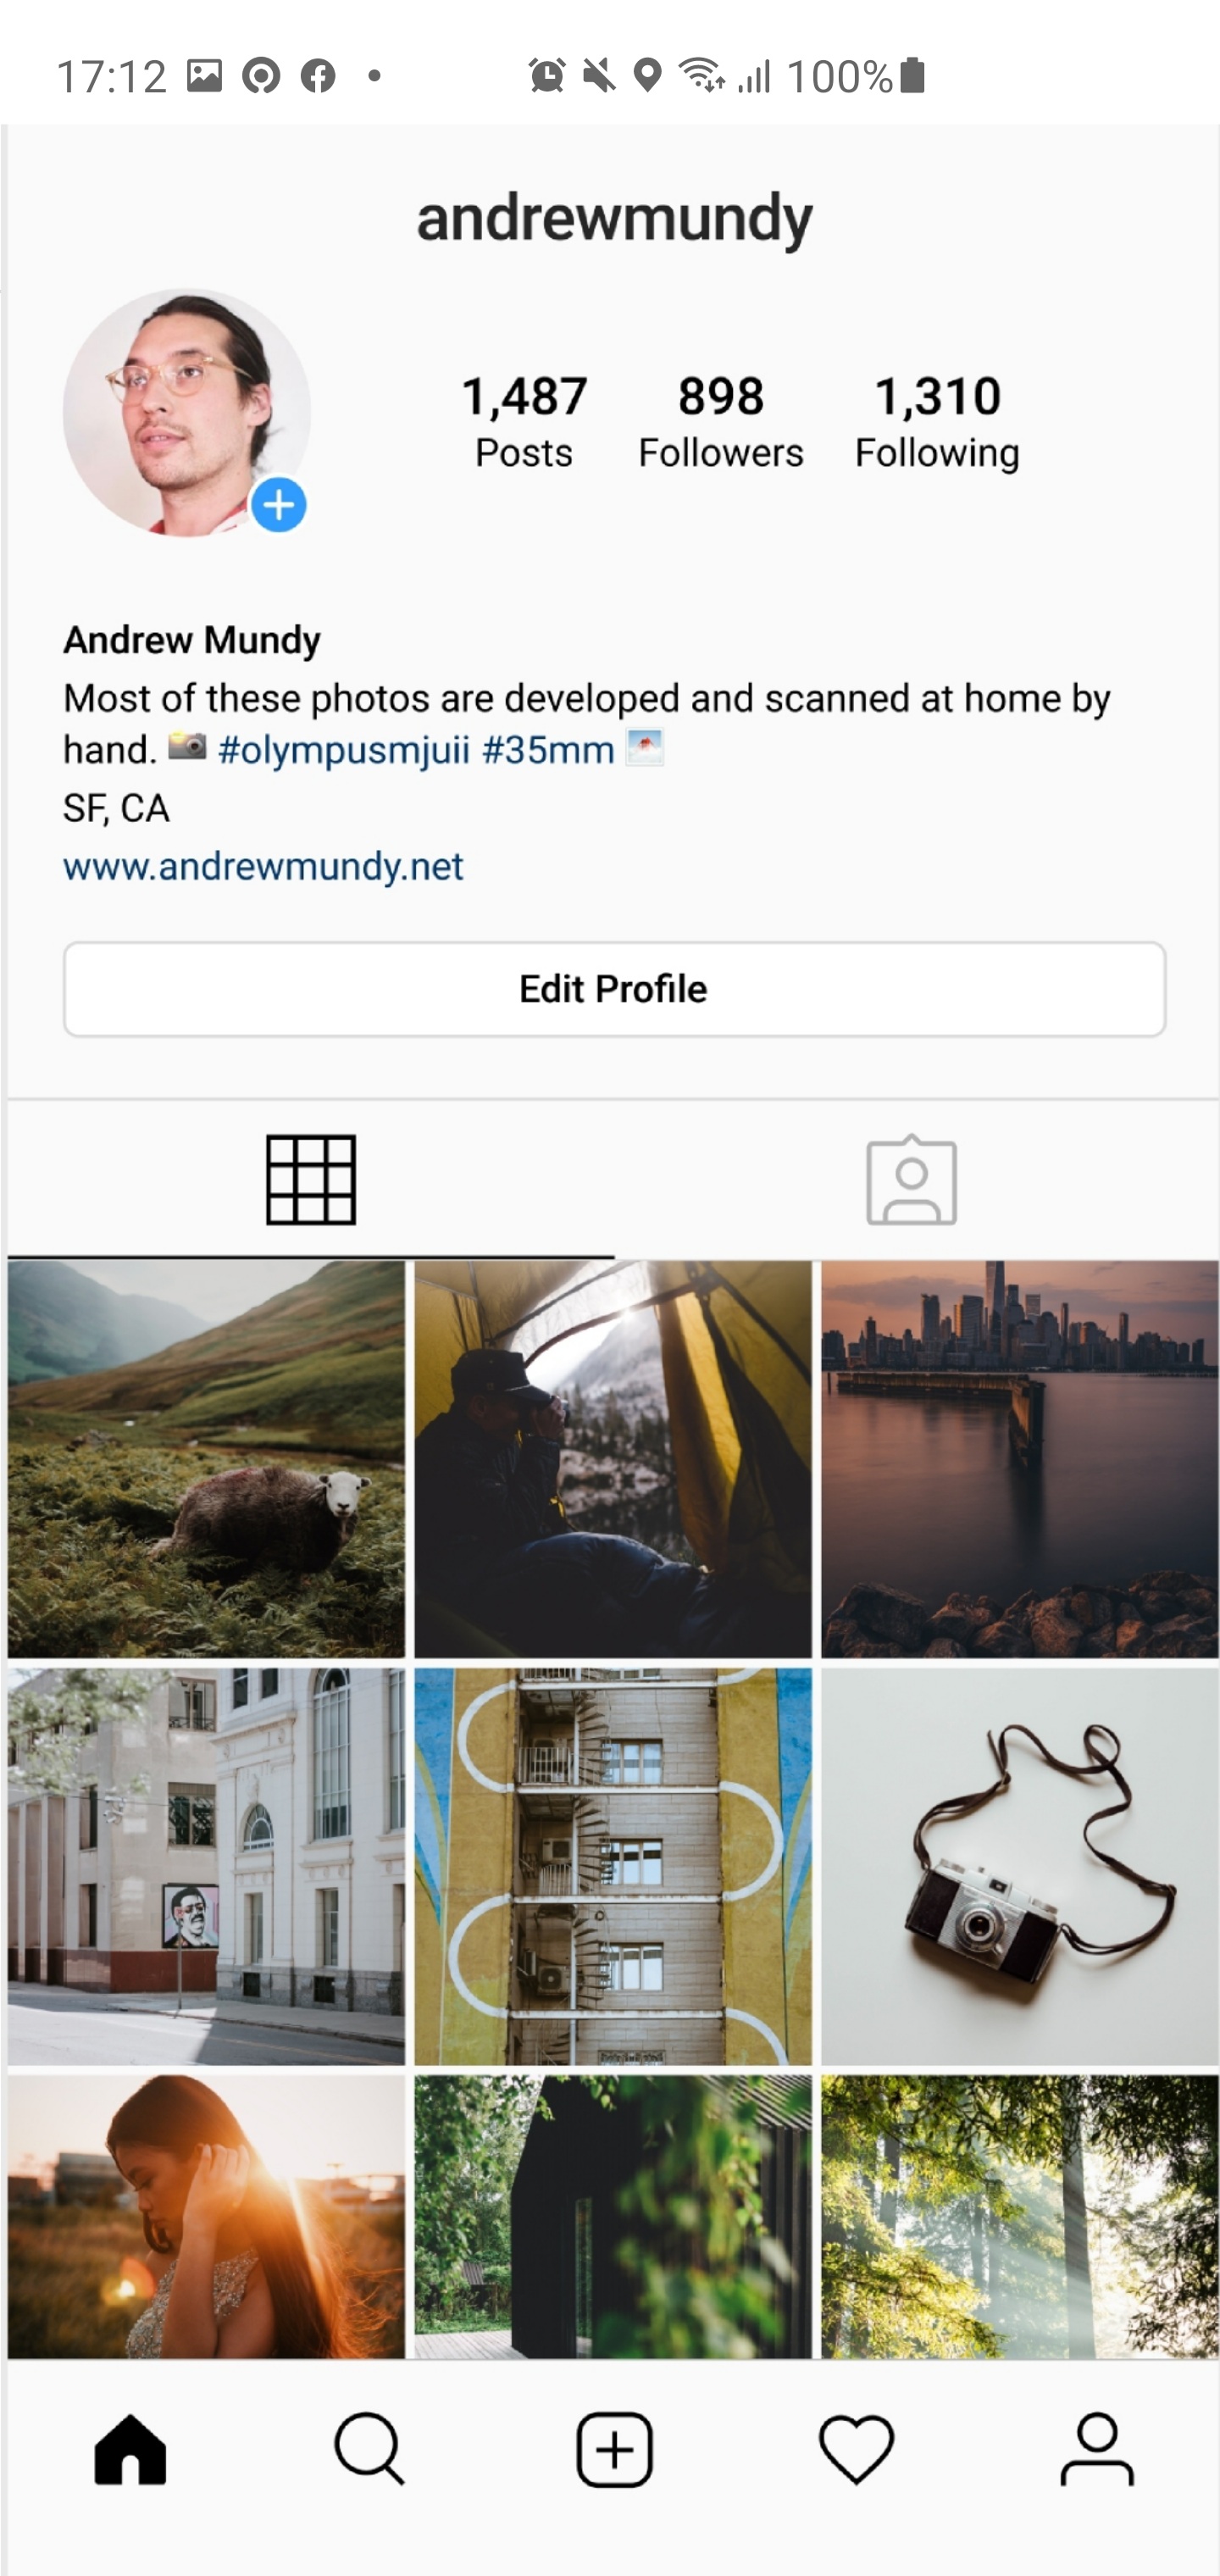 17:12 100%
andrewmundy
1,487 898 1,310
Posts Followers Following
Andrew Mundy
Most of these photos are developed and scanned at home by
hand. 📷 #olympusmjuii #35mm
SF, CA
www.andrewmundy.net
Edit Profile